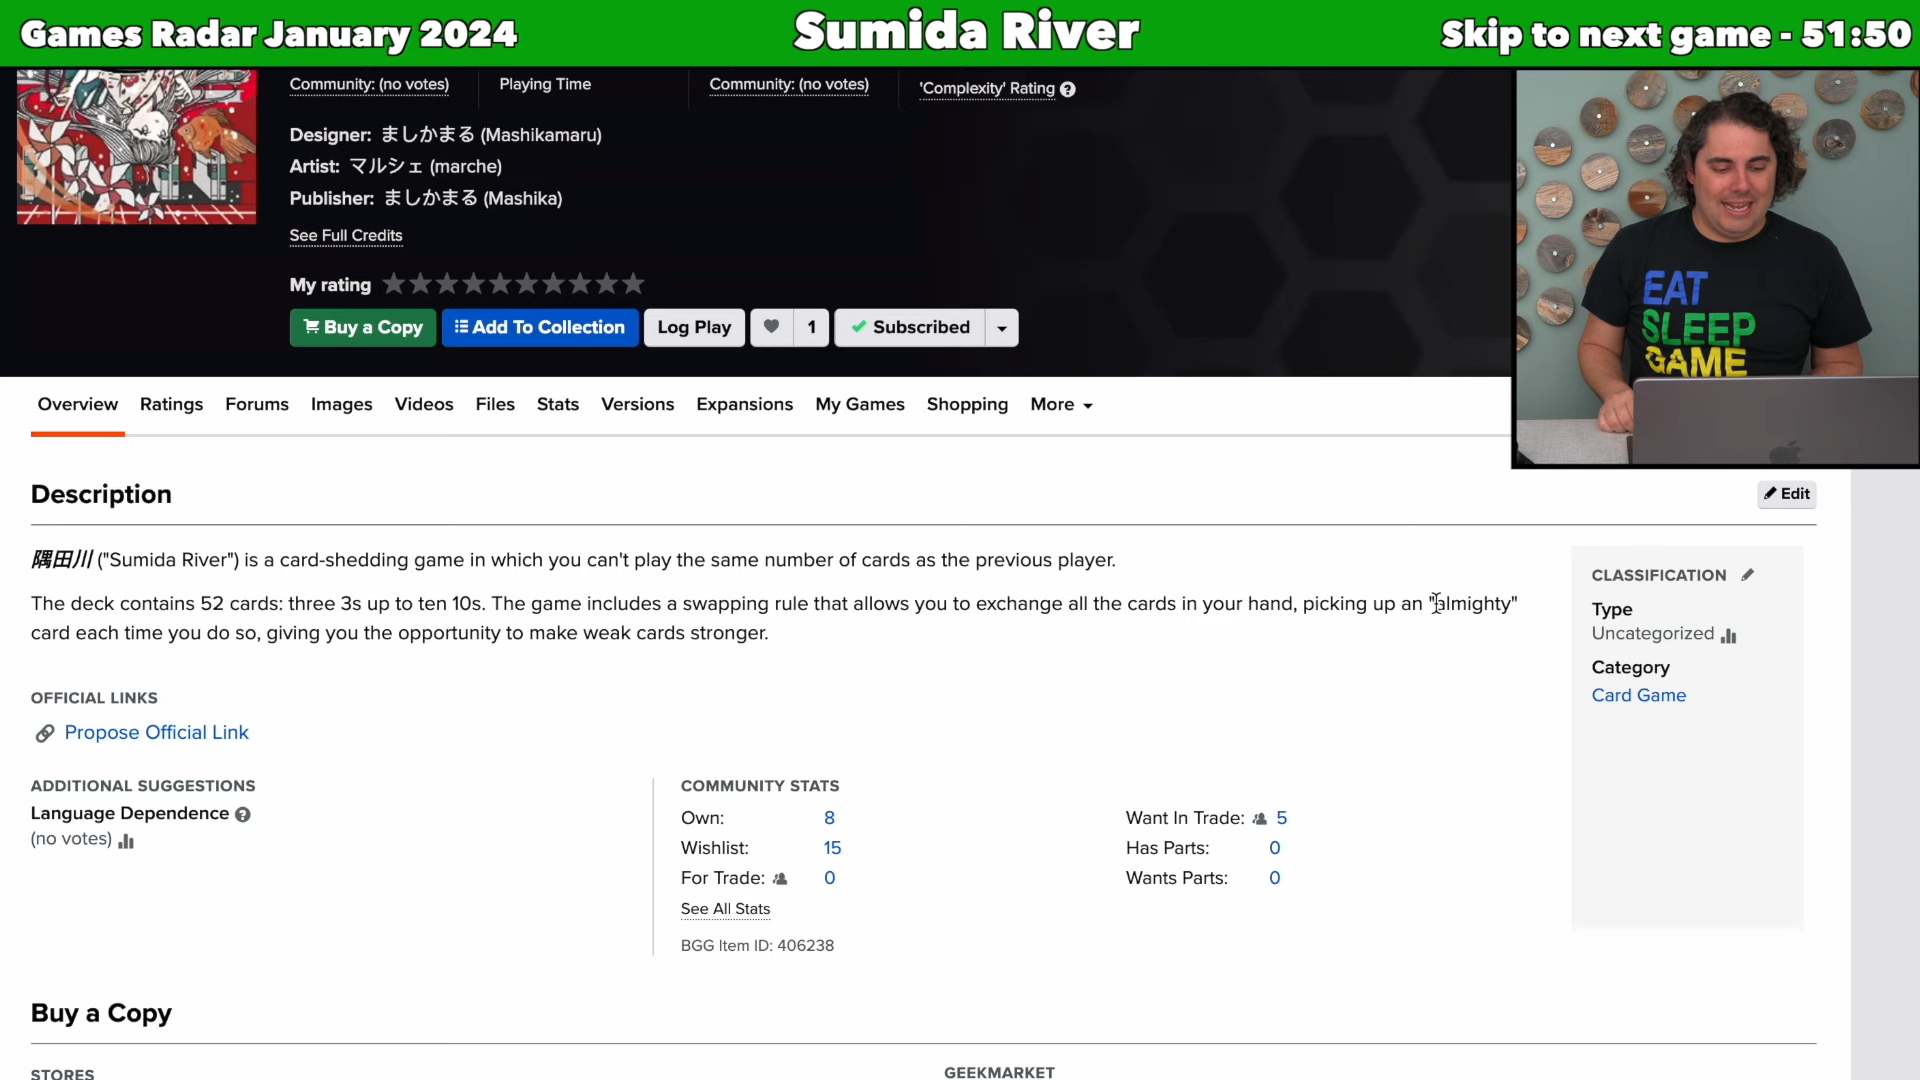 Games Radar January 2024
Sumida River
Skip to next game - 51:50
Community: (no votes)
Playing Time
Community: (no votes)
'Complexity' Rating
Designer: ましかまる (Mashikamaru)
Artist: マルシェ (marche)
Publisher: ましかまる (Mashika)
See Full Credits
My rating
Buy a Copy
Add To Collection
Log Play
1
Subscribed
EAT
SLEEP
GAME
Overview
Ratings
Forums
Images
Videos
Files
Stats
Versions
Expansions
My Games
Shopping
More
Description
Edit
隅田川 ("Sumida River") is a card-shedding game in which you can't play the same number of cards as the previous player.
The deck contains 52 cards: three 3s up to ten 10s. The game includes a swapping rule that allows you to exchange all the cards in your hand, picking up an "almighty"
card each time you do so, giving you the opportunity to make weak cards stronger.
CLASSIFICATION
Type
Uncategorized
Category
Card Game
OFFICIAL LINKS
Propose Official Link
ADDITIONAL SUGGESTIONS
Language Dependence
(no votes)
COMMUNITY STATS
Own: 8
Wishlist: 15
For Trade: 0
See All Stats
BGG Item ID: 406238
Want In Trade: 5
Has Parts: 0
Wants Parts: 0
Buy a Copy
STORES
GEEKMARKET